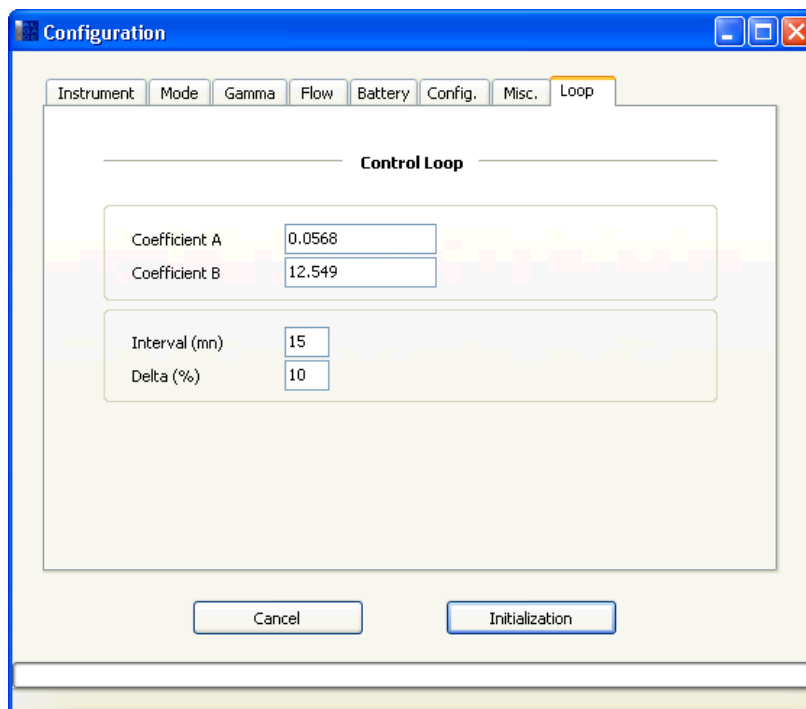 Configuration
Instrument Mode Gamma Flow Battery Config. Misc. Loop
Control Loop
Coefficient A 0.0568
Coefficient B 12.549
Interval (mn) 15
Delta (%) 10
Cancel Initialization